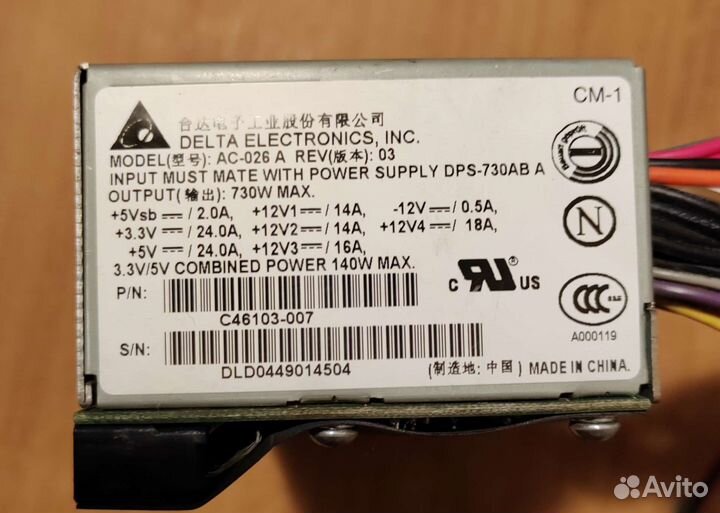 台达电子工业股份有限公司
DELTA ELECTRONICS, INC.
CM-1
MODEL(型号): AC-026 A REV(版本): 03
INPUT MUST MATE WITH POWER SUPPLY DPS-730AB A
OUTPUT(输出): 730W MAX.
+5Vsb ⎓ / 2.0A, +12V1 ⎓ / 14A, -12V ⎓ / 0.5A,
+3.3V ⎓ / 24.0A, +12V2 ⎓ / 14A, +12V4 ⎓ / 18A,
+5V ⎓ / 24.0A, +12V3 ⎓ / 16A,
3.3V/5V COMBINED POWER 140W MAX.
P/N:
C46103-007
S/N:
DLD0449014504
c RU US
N
CCC
A000119
(制造地: 中国) MADE IN CHINA.
Avito